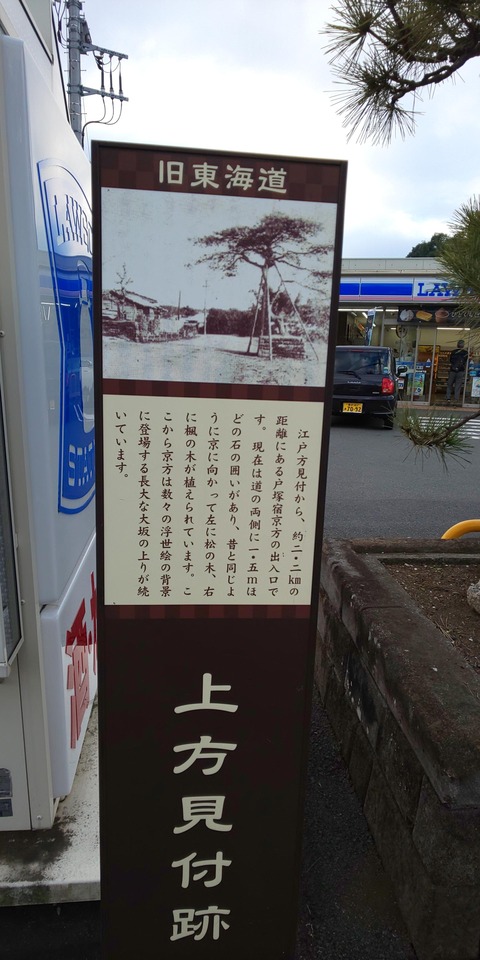 旧東海道
江戸方見付から、約二・二kmの
距離にある戸塚宿京方の出入口で
す。現在は道の両側に一・五mほ
どの石の囲いがあり、昔と同じよ
うに京に向かって左に松の木、右
に楓の木が植えられています。こ
こから京方は数々の浮世絵の背景
に登場する長大な大坂の上りが続
いています。
上方見付跡